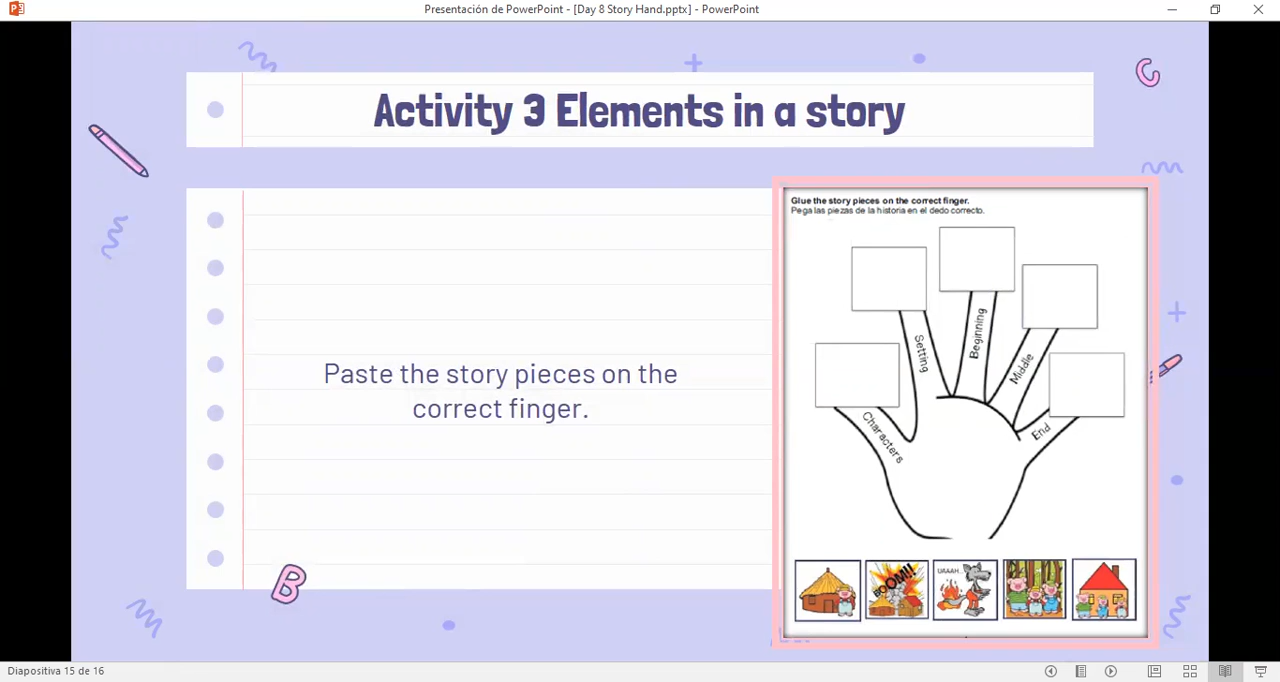 Presentación de PowerPoint - [Day 8 Story Hand.pptx] - PowerPoint
Activity 3 Elements in a story
Glue the story pieces on the correct finger.
Pega las piezas de la historia en el dedo correcto.
Paste the story pieces on the
correct finger.
Characters
Setting
Beginning
Middle
End
BOOM!!
UAAAH...
B
Diapositiva 15 de 16